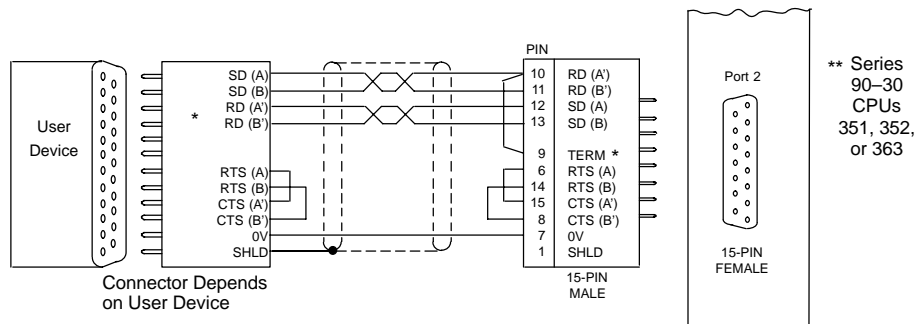 User
Device
*
SD (A)
SD (B)
RD (A')
RD (B')
RTS (A)
RTS (B)
CTS (A')
CTS (B')
0V
SHLD
Connector Depends
on User Device
PIN
10 RD (A')
11 RD (B')
12 SD (A)
13 SD (B)
9 TERM *
6 RTS (A)
14 RTS (B)
15 CTS (A')
8 CTS (B')
7 0V
1 SHLD
15-PIN
MALE
Port 2
15-PIN
FEMALE
** Series
90–30
CPUs
351, 352,
or 363